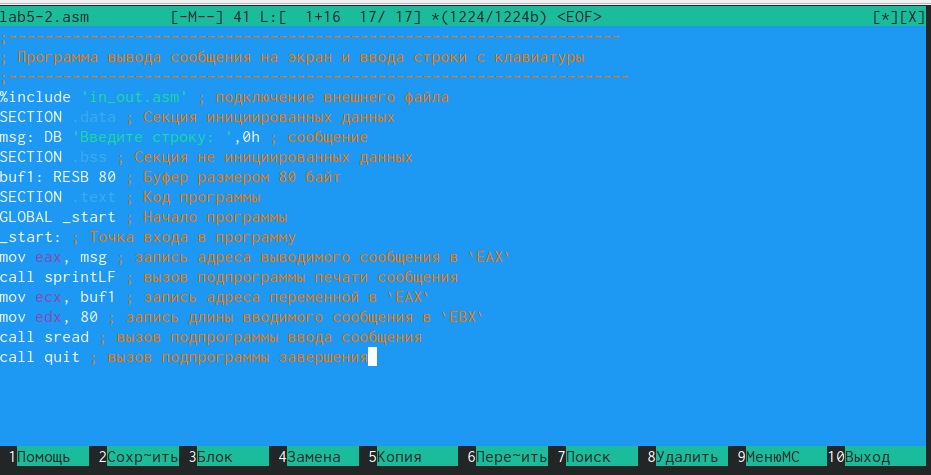 lab5-2.asm [-M--] 41 L:[ 1+16 17/ 17] *(1224/1224b) <EOF> [*][X]
;--------------------------------------------------------------------
; Программа вывода сообщения на экран и ввода строки с клавиатуры
;---------------------------------------------------------------------
%include 'in_out.asm' ; подключение внешнего файла
SECTION .data ; Секция инициированных данных
msg: DB 'Введите строку: ',0h ; сообщение
SECTION .bss ; Секция не инициированных данных
buf1: RESB 80 ; Буфер размером 80 байт
SECTION .text ; Код программы
GLOBAL _start ; Начало программы
_start: ; Точка входа в программу
mov eax, msg ; запись адреса выводимого сообщения в `EAX`
call sprintLF ; вызов подпрограммы печати сообщения
mov ecx, buf1 ; запись адреса переменной в `EAX`
mov edx, 80 ; запись длины вводимого сообщения в `EBX`
call sread ; вызов подпрограммы ввода сообщения
call quit ; вызов подпрограммы завершения
1Помощь 2Сохр~ить 3Блок 4Замена 5Копия 6Пере~ить 7Поиск 8Удалить 9МенюMC 10Выход